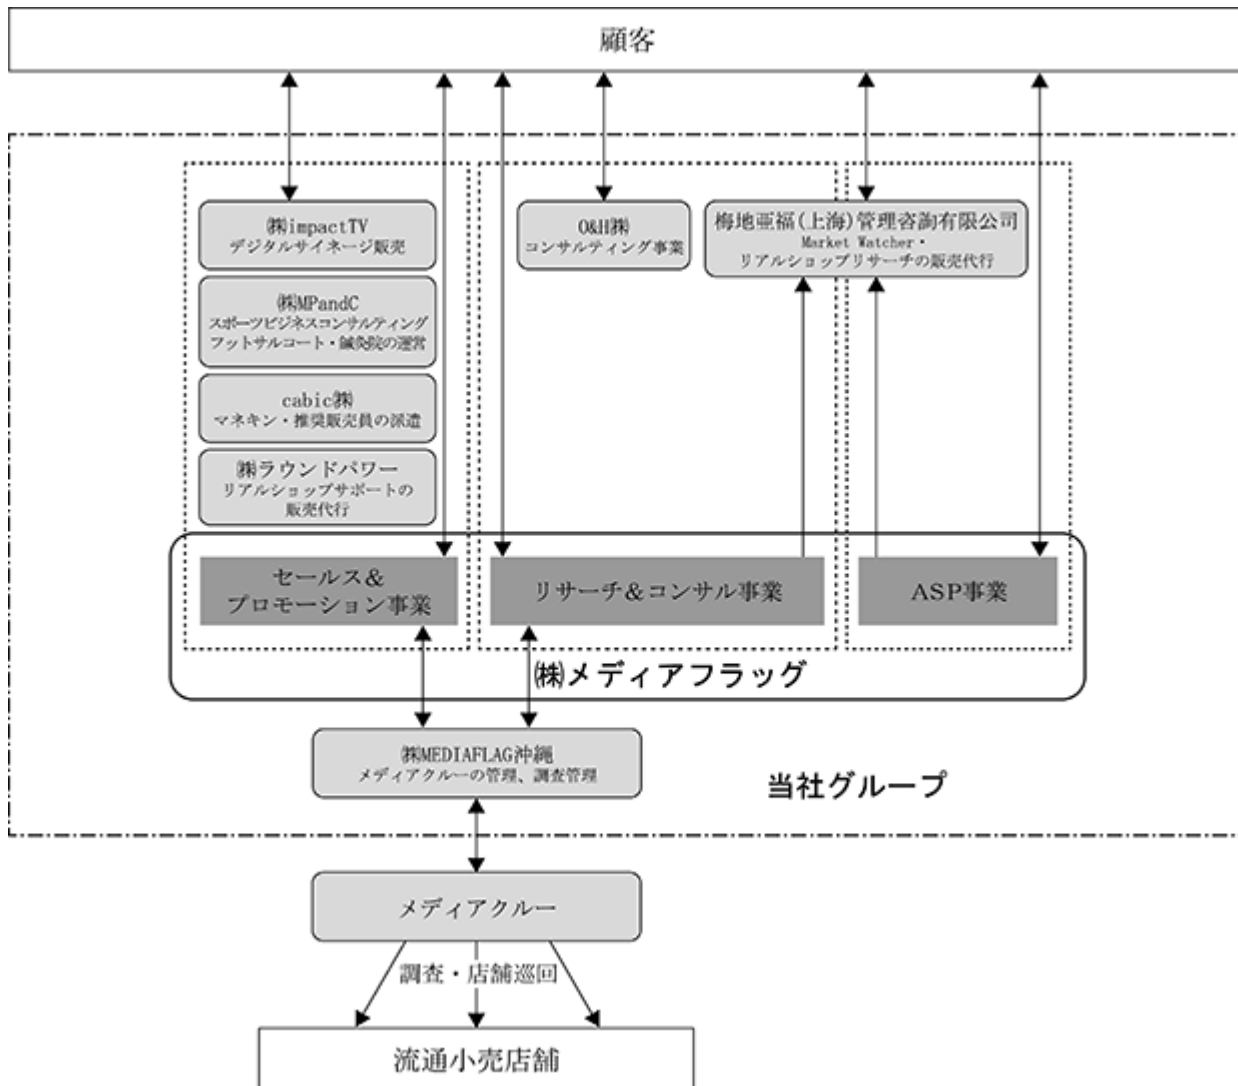 顧客
㈱impactTV
デジタルサイネージ販売
O&H㈱
コンサルティング事業
梅地亜福(上海)管理咨詢有限公司
Market Watcher・
リアルショップリサーチの販売代行
㈱MPandC
スポーツビジネスコンサルティング
フットサルコート・鍼灸院の運営
cabic㈱
マネキン・推奨販売員の派遣
㈱ラウンドパワー
リアルショップサポートの
販売代行
セールス&
プロモーション事業
リサーチ&コンサル事業
ASP事業
㈱メディアフラッグ
㈱MEDIAFLAG沖縄
メディアクルーの管理、調査管理
当社グループ
メディアクルー
調査・店舗巡回
流通小売店舗